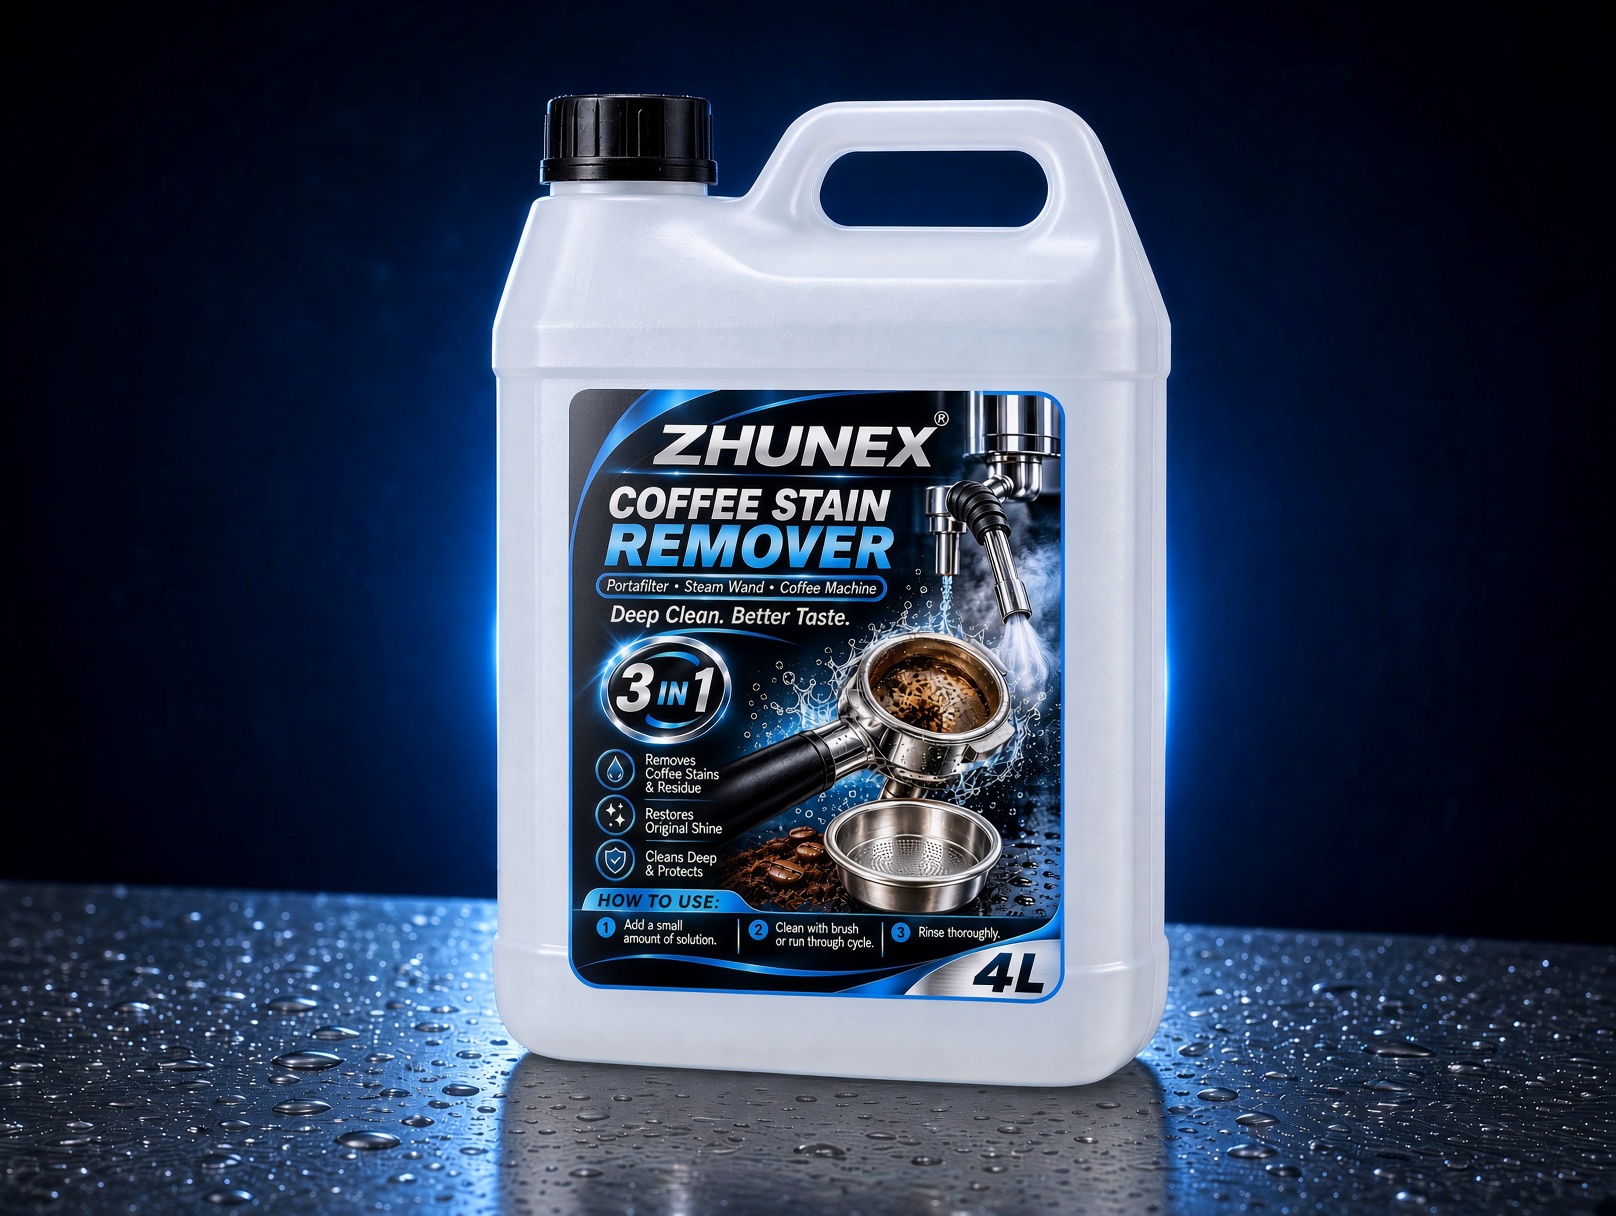 ZHUNEX®
COFFEE STAIN
REMOVER
Portafilter • Steam Wand • Coffee Machine
Deep Clean. Better Taste.
3 IN 1
Removes
Coffee Stains
& Residue
Restores
Original Shine
Cleans Deep
& Protects
HOW TO USE:
1 Add a small
amount of solution.
2 Clean with brush
or run through cycle.
3 Rinse thoroughly.
4L